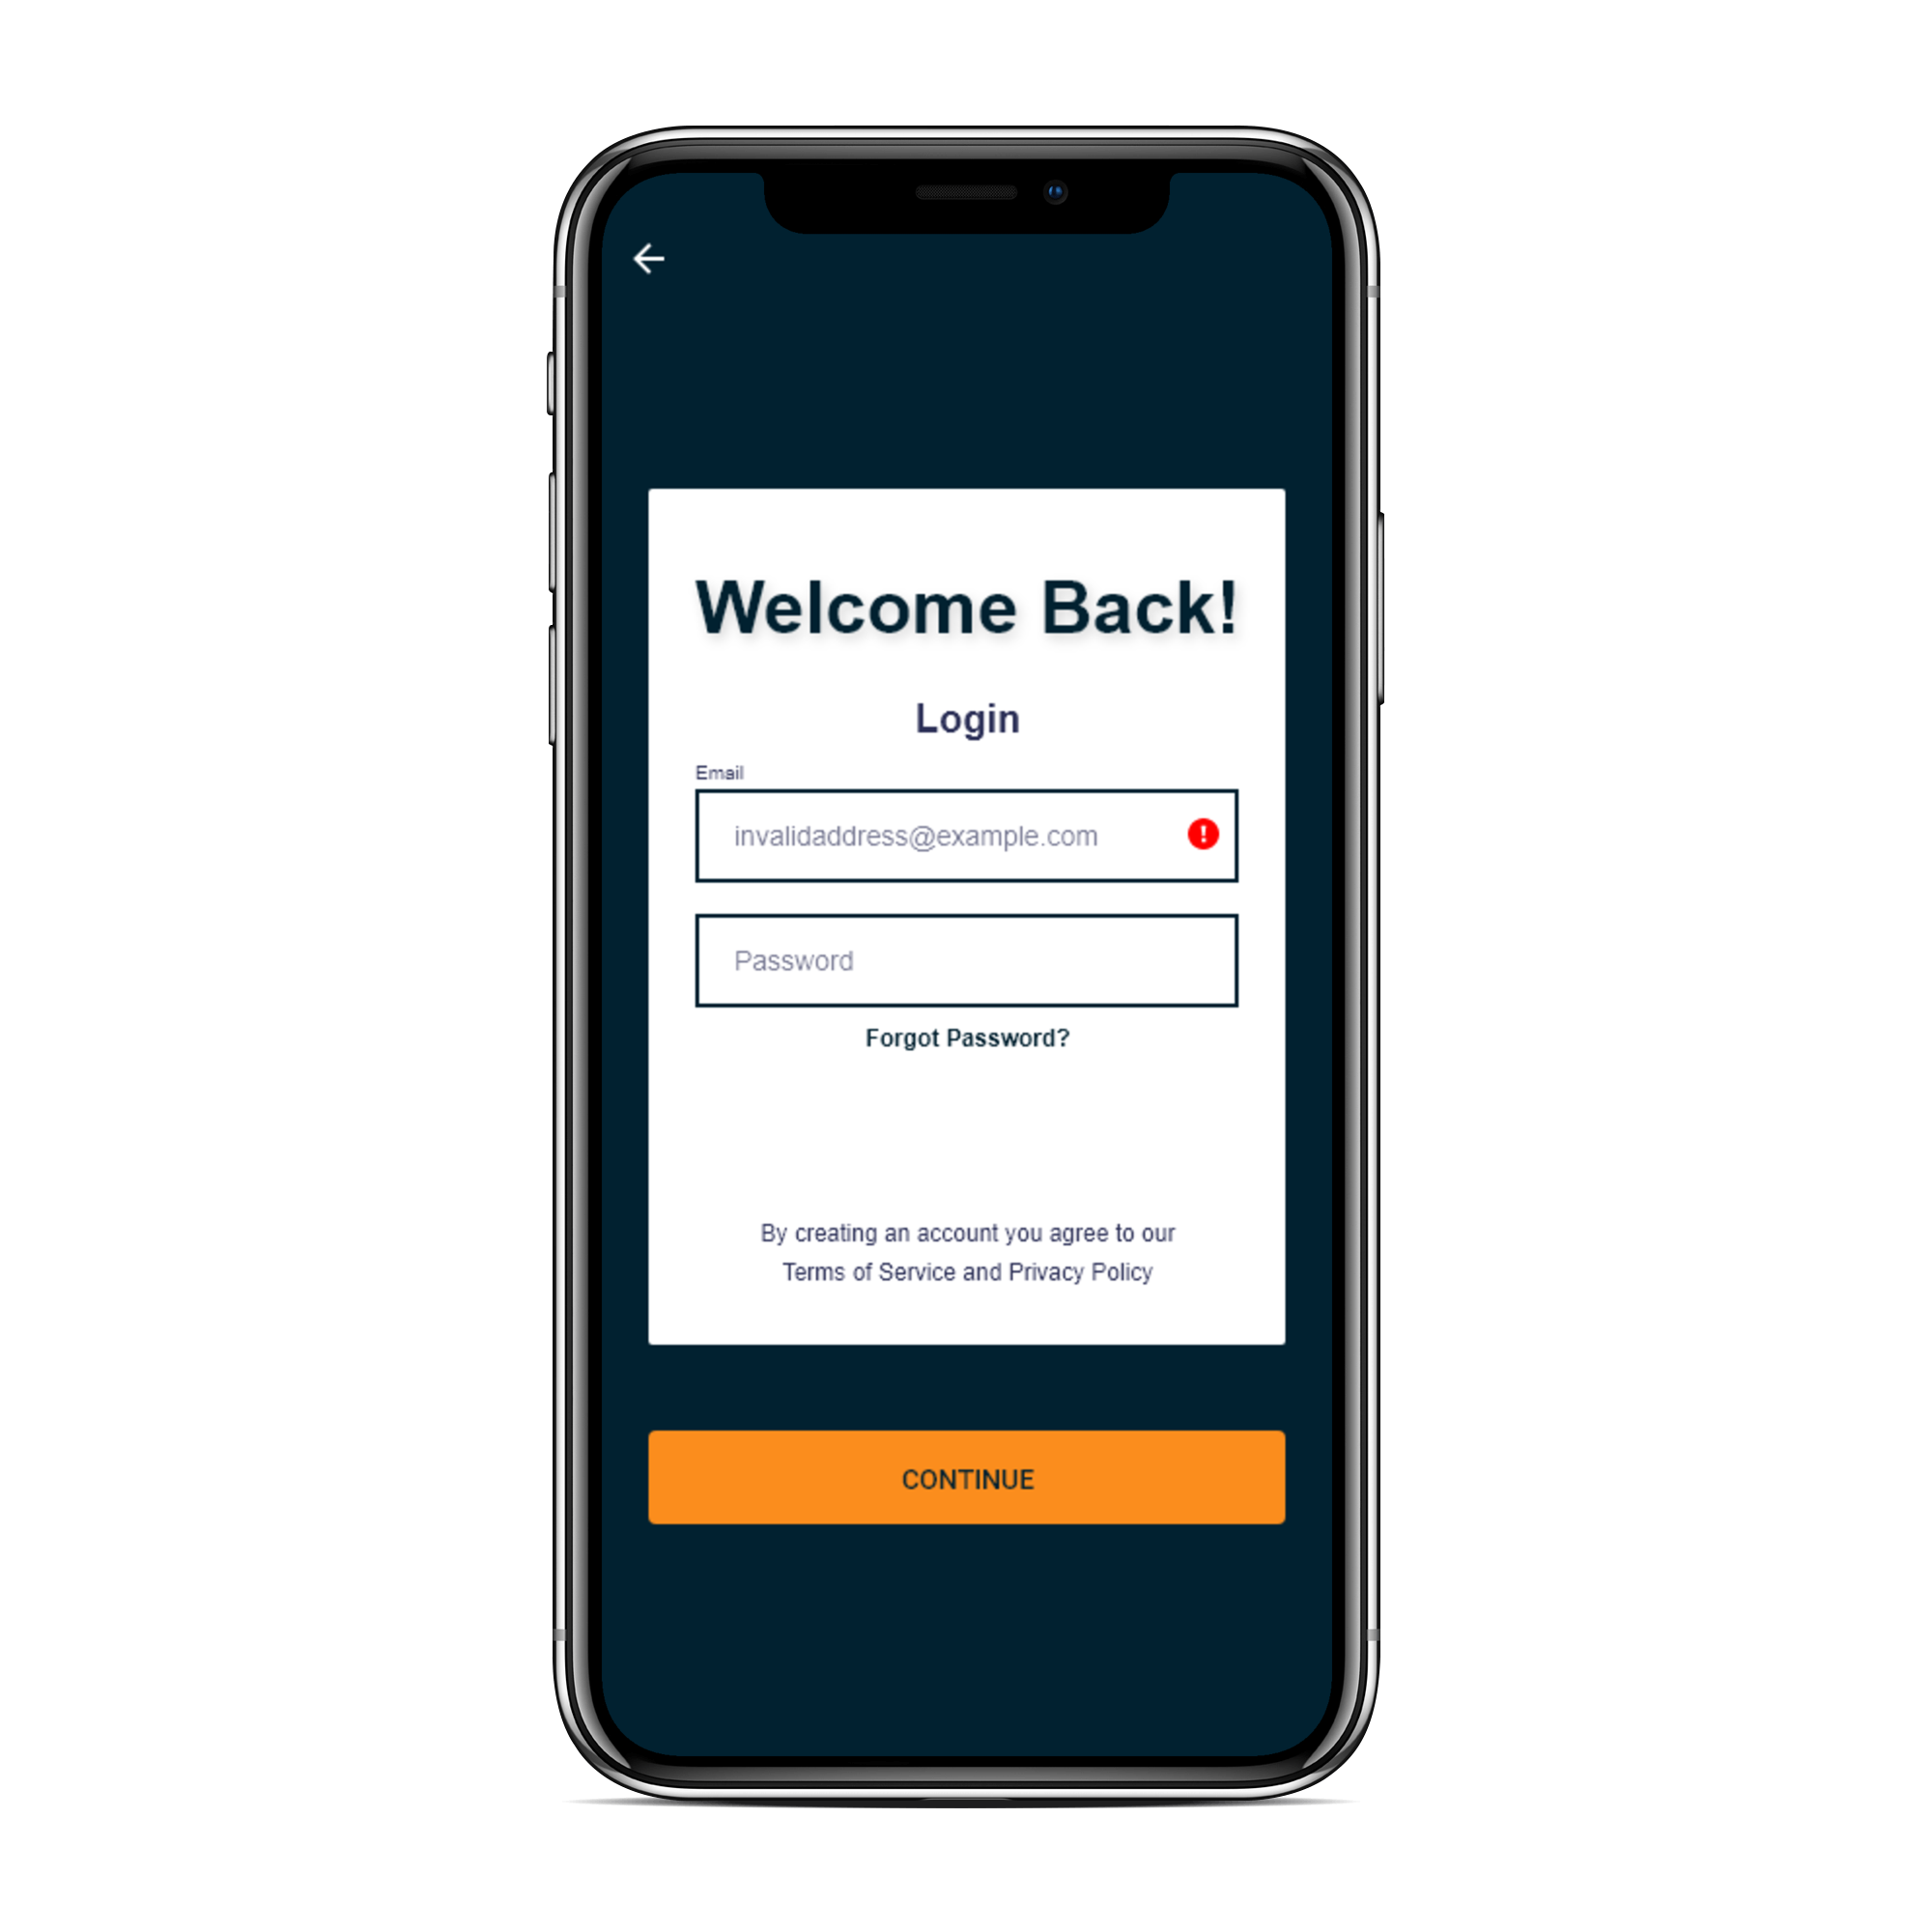 Welcome Back!
Login
Email
invalidaddress@example.com
Password
Forgot Password?
By creating an account you agree to our
Terms of Service and Privacy Policy
CONTINUE